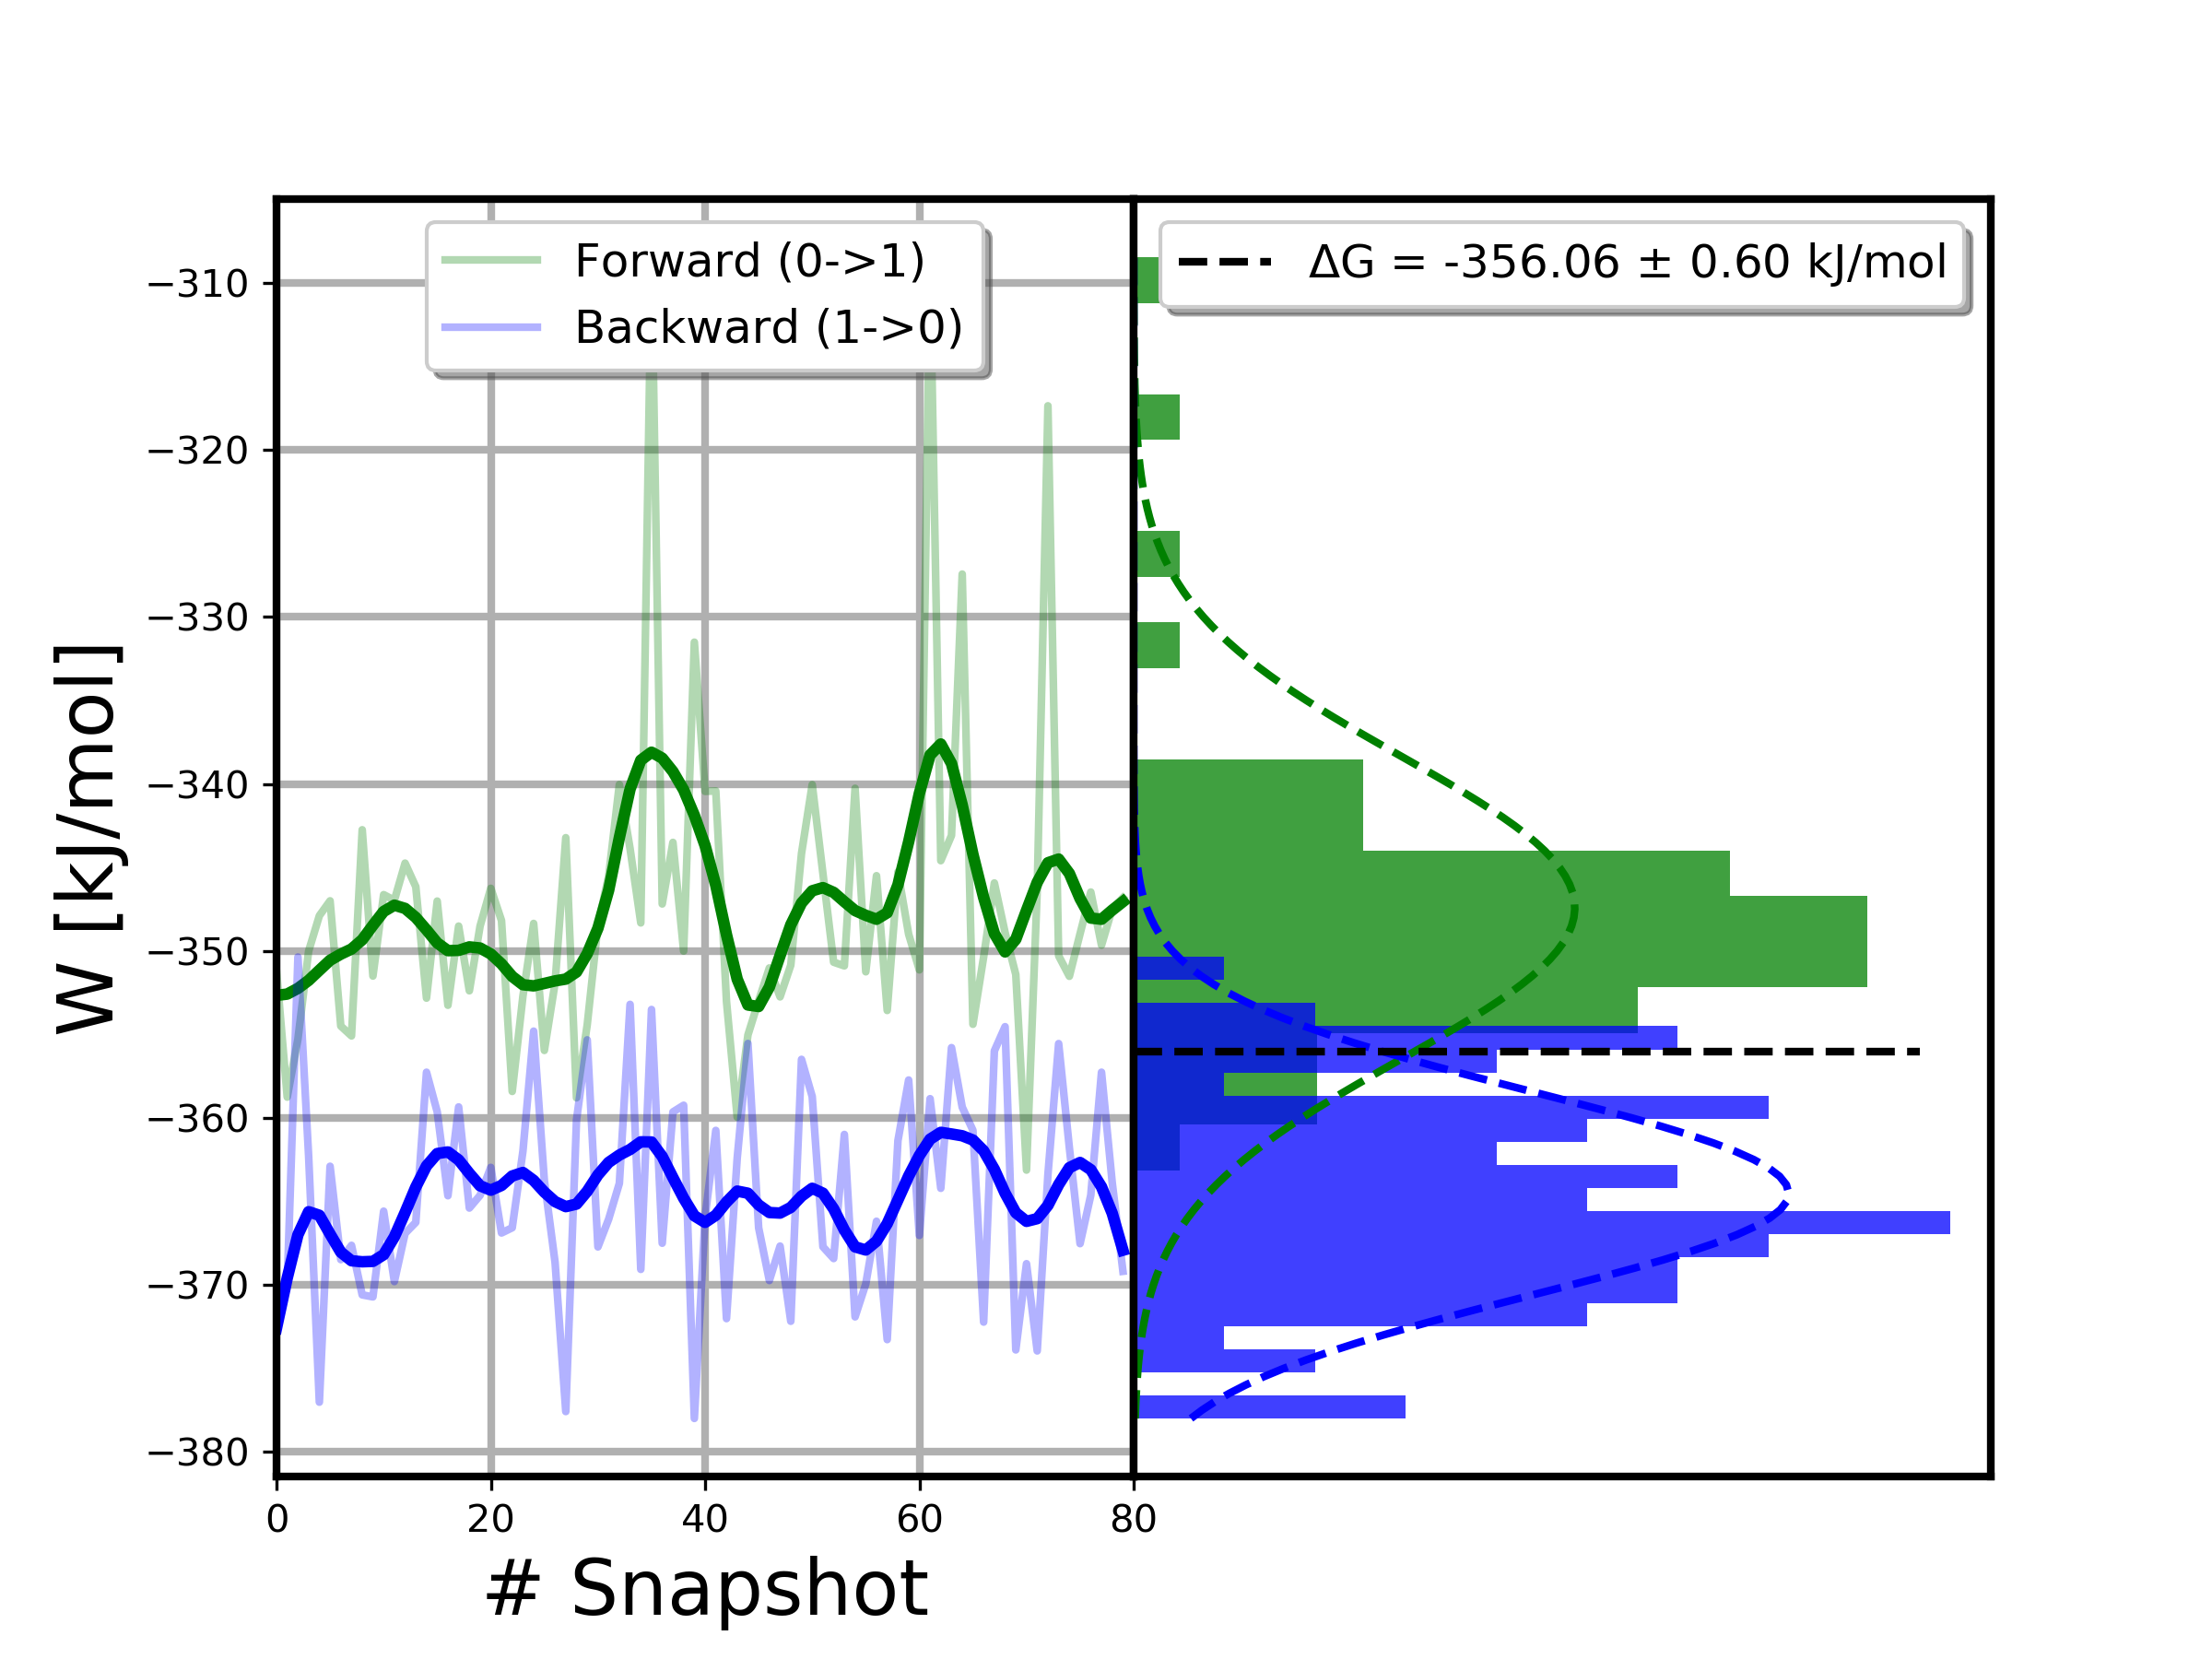 Forward (0->1)
Backward (1->0)
ΔG = -356.06 ± 0.60 kJ/mol
W [kJ/mol]
−310
−320
−330
−340
−350
−360
−370
−380
0 20 40 60 80
# Snapshot